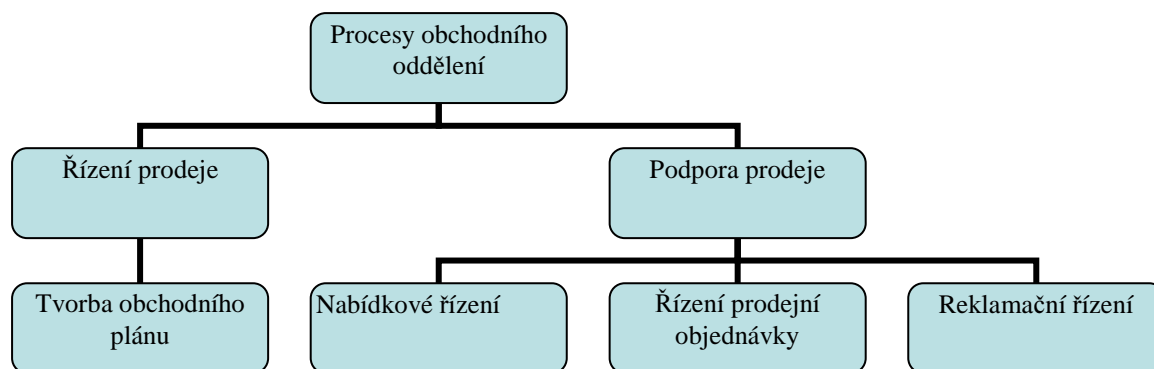 Procesy obchodního
oddělení
Řízení prodeje
Podpora prodeje
Tvorba obchodního
plánu
Nabídkové řízení
Řízení prodejní
objednávky
Reklamační řízení